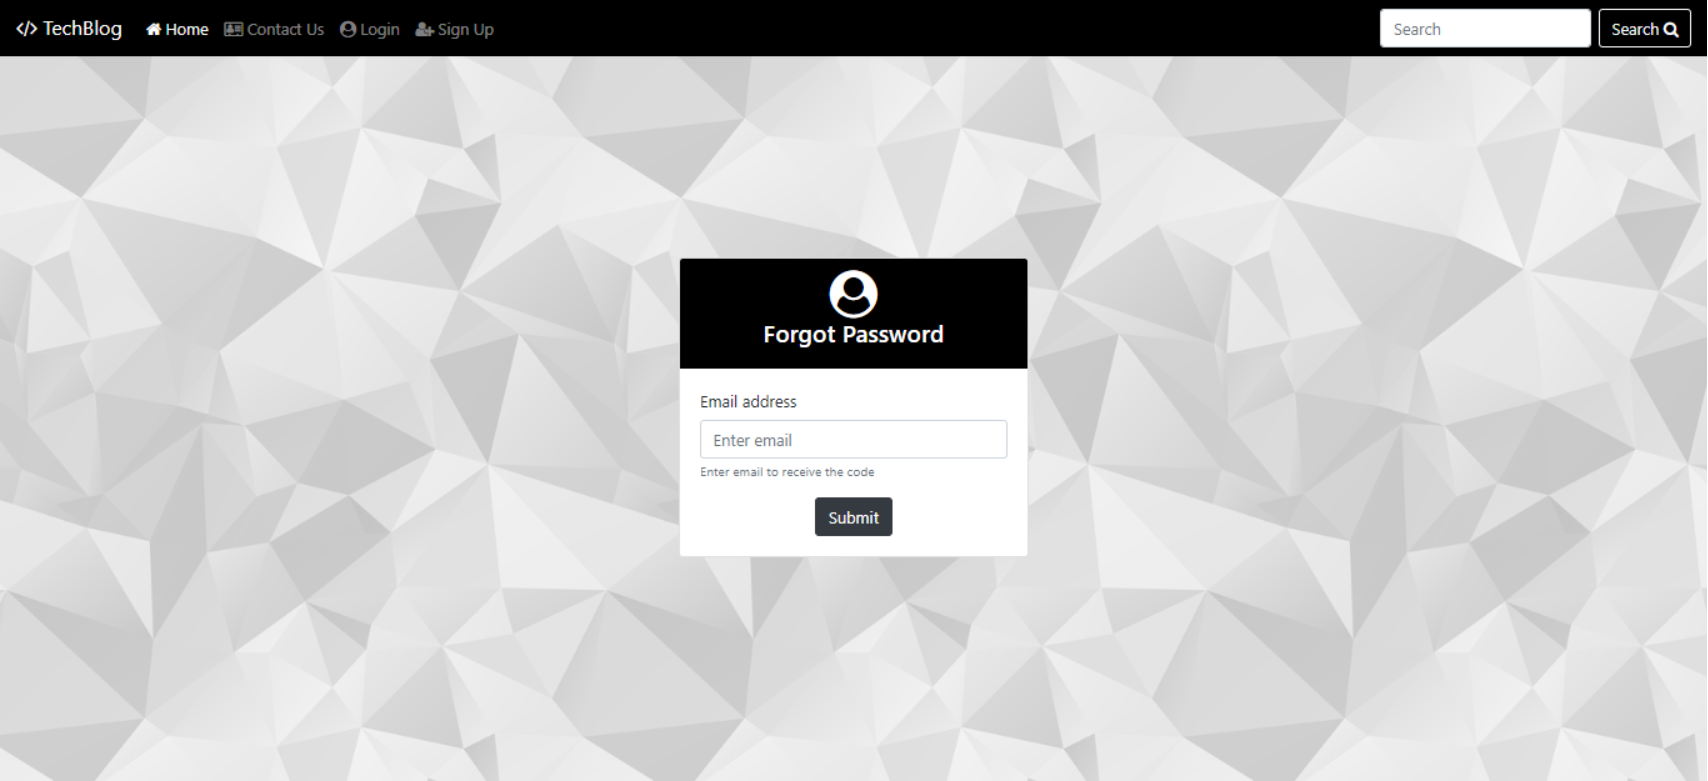 TechBlog Home Contact Us Login Sign Up Search Search
Forgot Password
Email address
Enter email
Enter email to receive the code
Submit